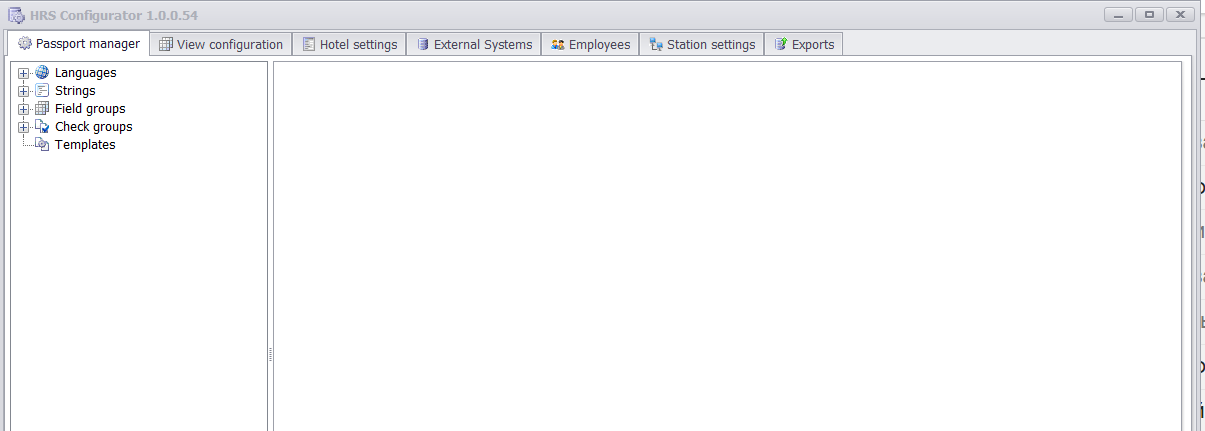 HRS Configurator 1.0.0.54
Passport manager View configuration Hotel settings External Systems Employees Station settings Exports
Languages
Strings
Field groups
Check groups
Templates